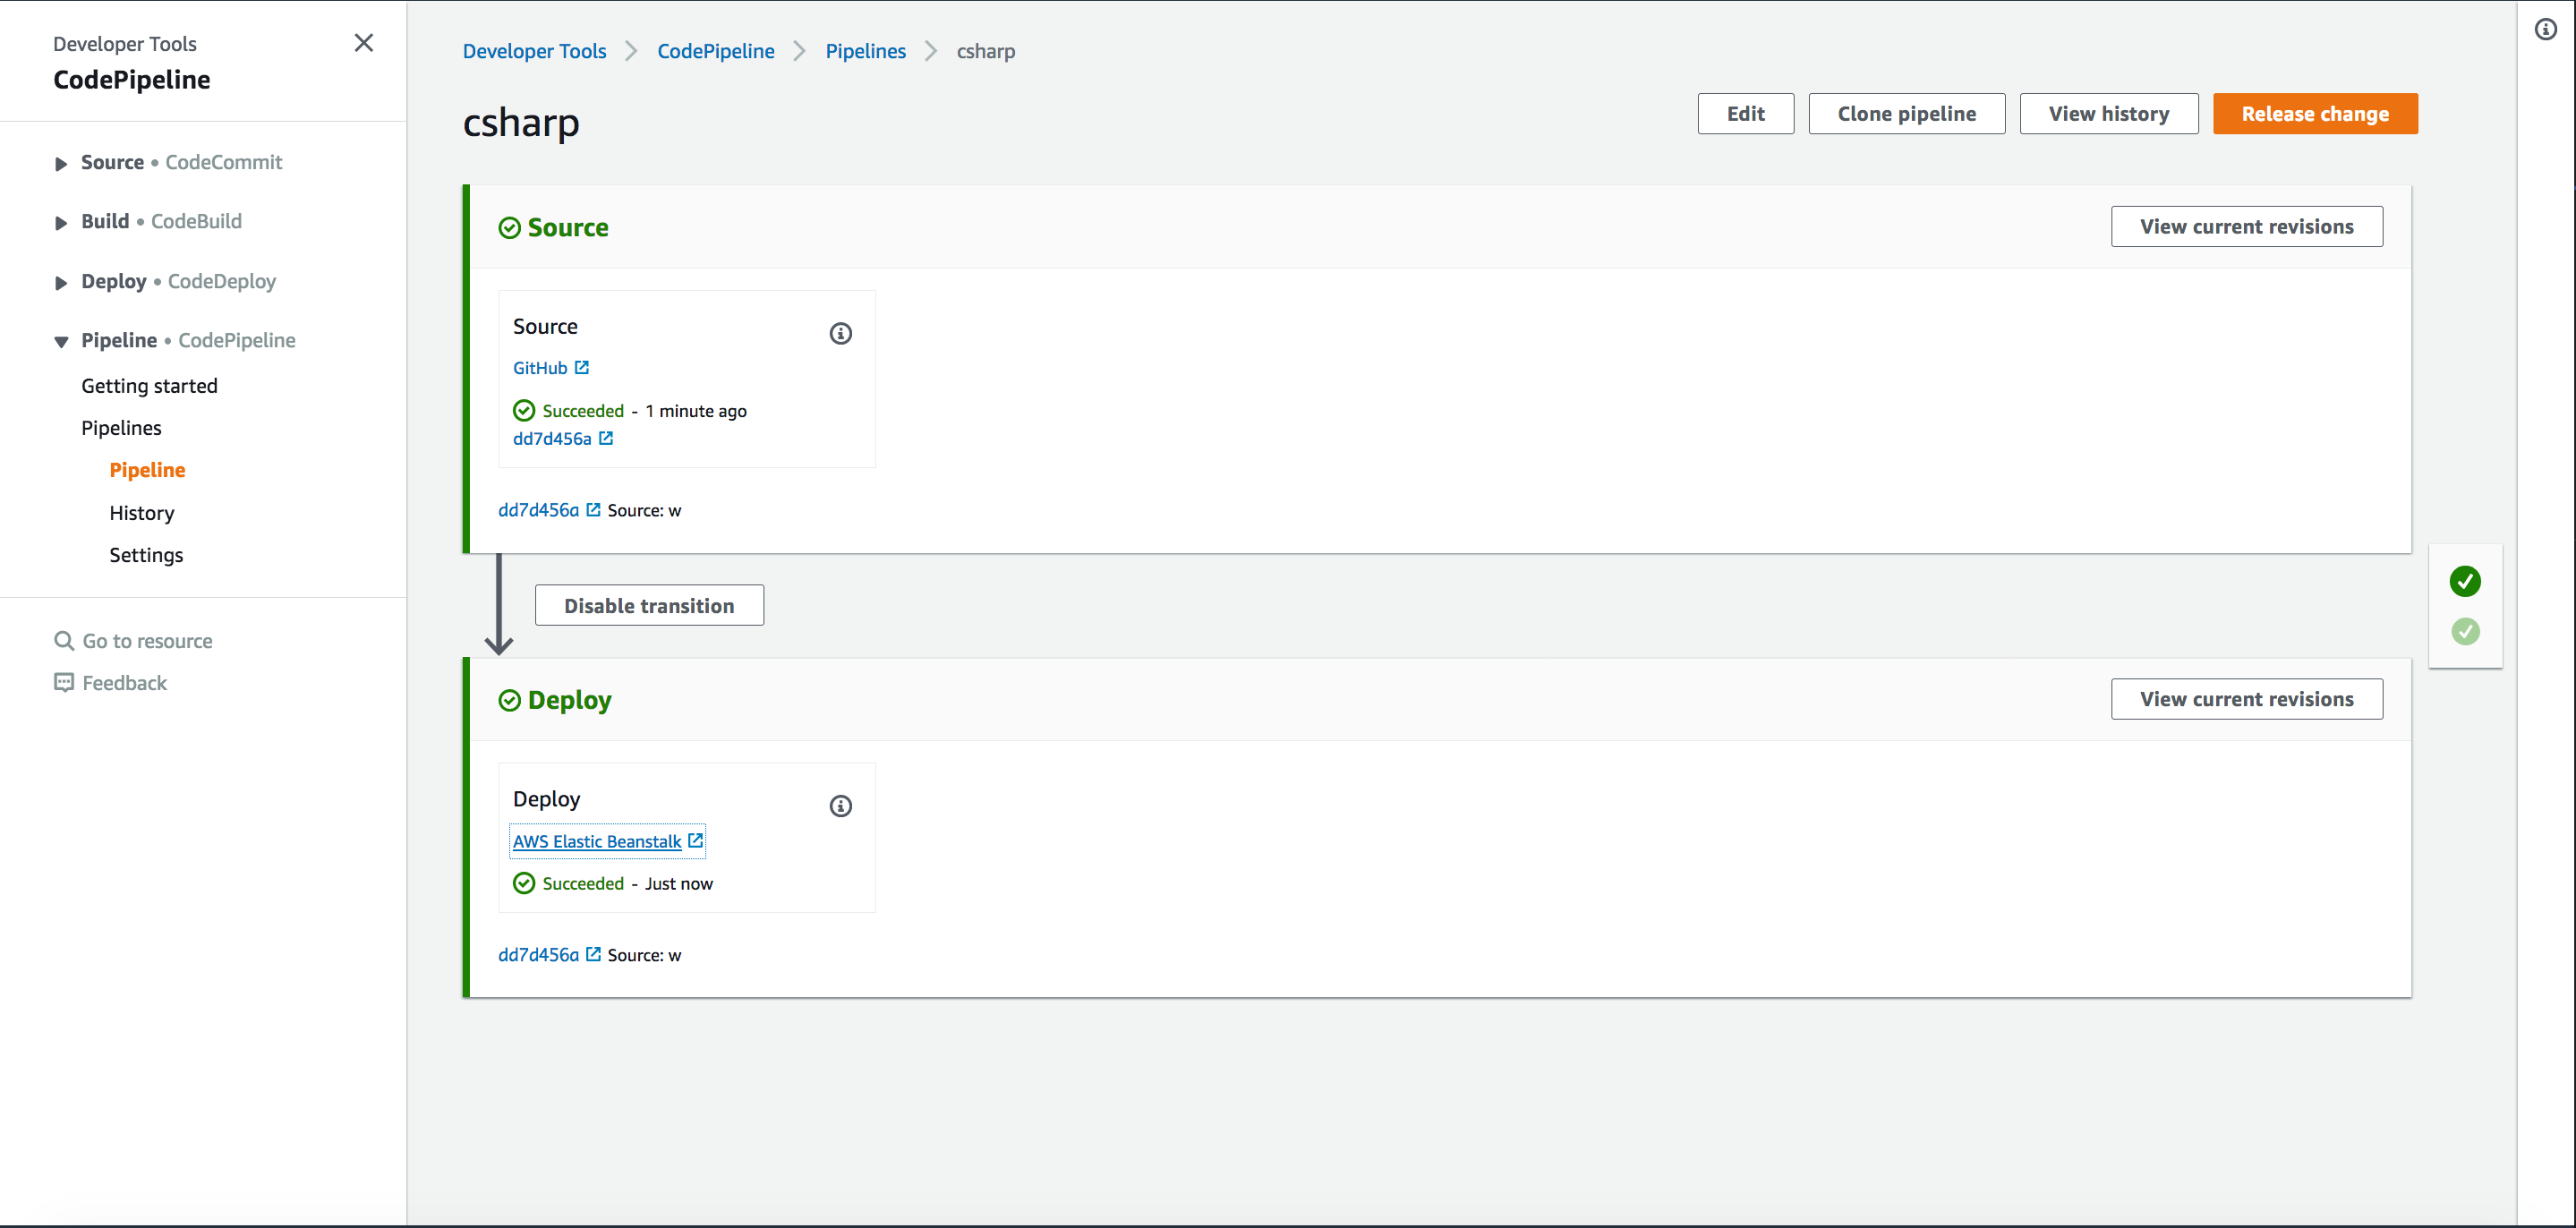 Developer Tools
CodePipeline
Source • CodeCommit
Build • CodeBuild
Deploy • CodeDeploy
Pipeline • CodePipeline
Getting started
Pipelines
Pipeline
History
Settings
Go to resource
Feedback
Developer Tools > CodePipeline > Pipelines > csharp
csharp
Edit
Clone pipeline
View history
Release change
Source
View current revisions
Source
GitHub
Succeeded - 1 minute ago
dd7d456a
dd7d456a Source: w
Disable transition
Deploy
View current revisions
Deploy
AWS Elastic Beanstalk
Succeeded - Just now
dd7d456a Source: w